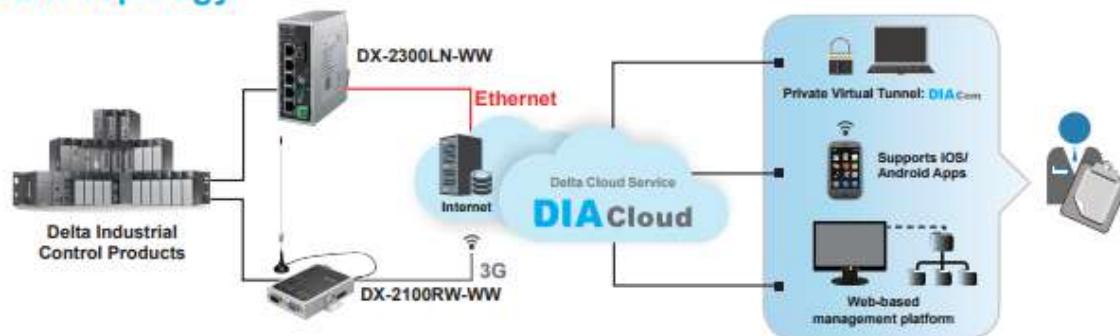 DX-2300LN-WW
Ethernet
Private Virtual Tunnel: DIACom
Supports iOS/
Android Apps
Delta Cloud Service
DIACloud
Internet
Delta Industrial
Control Products
3G
DX-2100RW-WW
Web-based
management platform